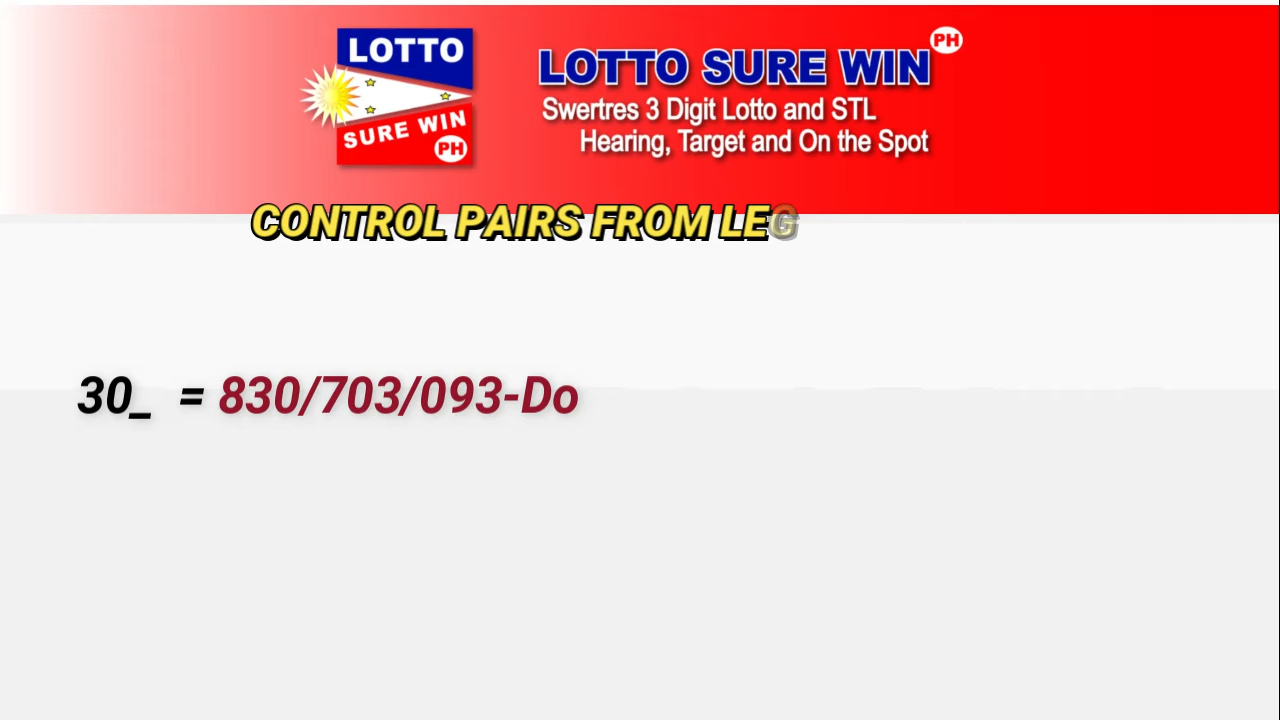 LOTTO
SURE WIN
PH
LOTTO SURE WIN PH
Swertres 3 Digit Lotto and STL
Hearing, Target and On the Spot
CONTROL PAIRS FROM LEG
30_ = 830/703/093-Do